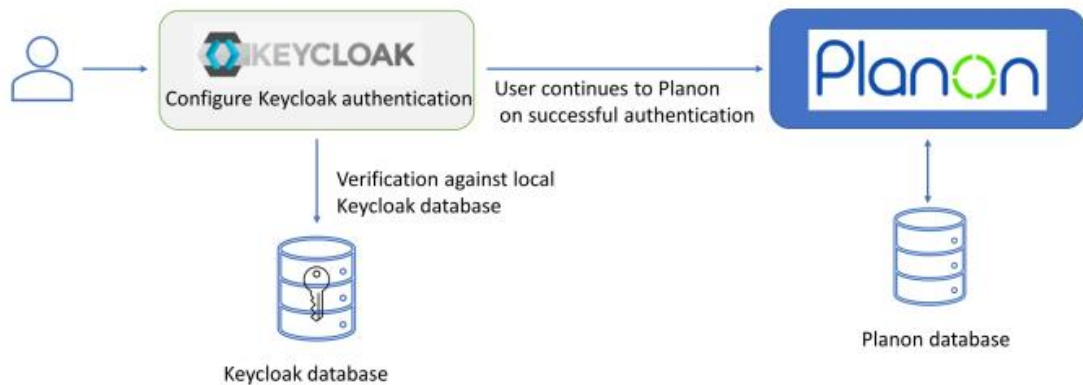 KEYCLOAK
Configure Keycloak authentication
User continues to Planon
on successful authentication
Planon
Verification against local
Keycloak database
Keycloak database
Planon database